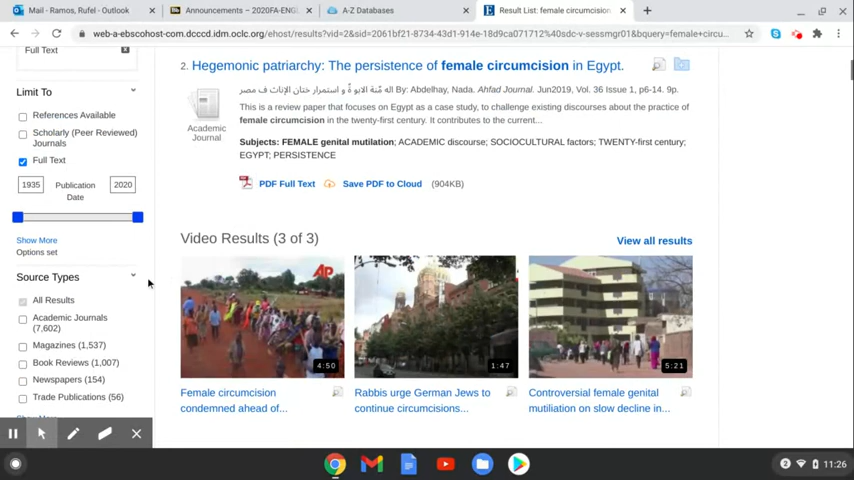 Mail - Ramos, Rufel - Outlook
Announcements – 2020FA-ENGL
A-Z Databases
Result List: female circumcision
web-a-ebscohost-com.dcccd.idm.oclc.org/ehost/results?vid=2&sid=2061bf21-8734-43d1-914e-18d9ca071712%40sdc-v-sessmgr01&bquery=female+circu...
Full Text
Limit To
References Available
Scholarly (Peer Reviewed)
Journals
Full Text
1935
Publication
Date
2020
Show More
Options set
Source Types
All Results
Academic Journals
(7,602)
Magazines (1,537)
Book Reviews (1,007)
Newspapers (154)
Trade Publications (56)
2. Hegemonic patriarchy: The persistence of female circumcision in Egypt.
By: Abdelhay, Nada. Ahfad Journal. Jun2019, Vol. 36 Issue 1, p6-14. 9p.
Academic
Journal
This is a review paper that focuses on Egypt as a case study, to challenge existing discourses about the practice of
female circumcision in the twenty-first century. It contributes to the current...
Subjects: FEMALE genital mutilation; ACADEMIC discourse; SOCIOCULTURAL factors; TWENTY-first century;
EGYPT; PERSISTENCE
PDF Full Text
Save PDF to Cloud
(904KB)
Video Results (3 of 3)
View all results
AP
4:50
1:47
5:21
Female circumcision
condemned ahead of...
Rabbis urge German Jews to
continue circumcisions...
Controversial female genital
mutiliation on slow decline in...
2
11:26